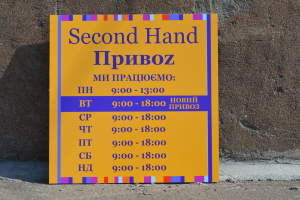 Second Hand
Привоz
МИ ПРАЦЮЄМО:
ПН 9:00 - 13:00
ВТ 9:00 - 18:00 НОВИЙ ПРИВОЗ
СР 9:00 - 18:00
ЧТ 9:00 - 18:00
ПТ 9:00 - 18:00
СБ 9:00 - 18:00
НД 9:00 - 18:00